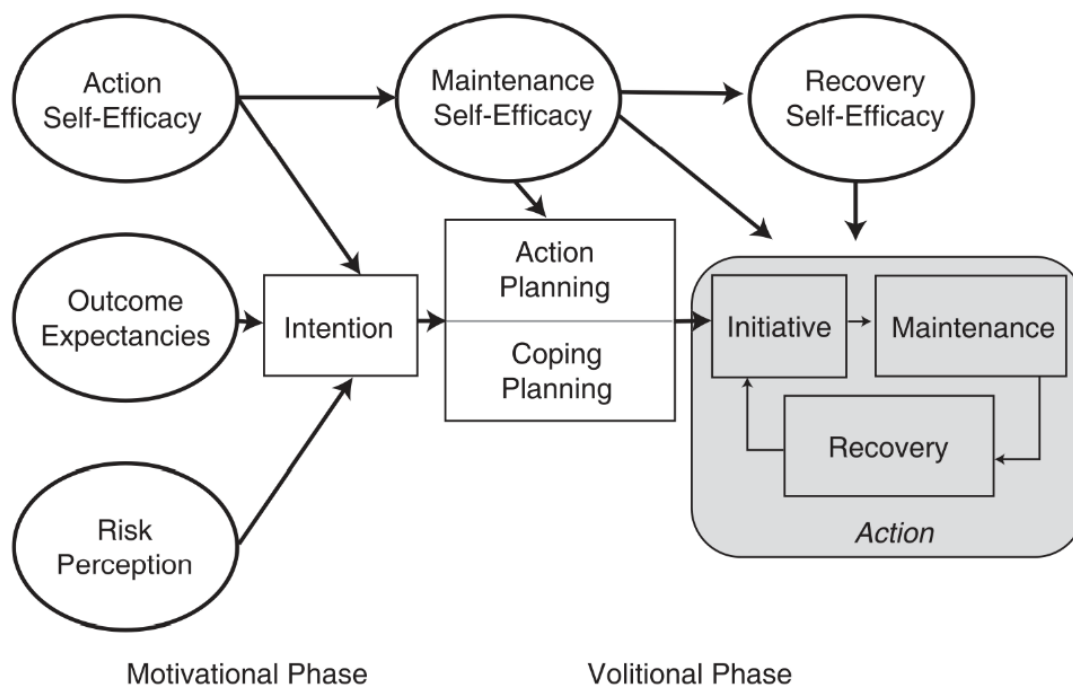 Action
Self-Efficacy
Maintenance
Self-Efficacy
Recovery
Self-Efficacy
Outcome
Expectancies
Intention
Action
Planning
Coping
Planning
Initiative
Maintenance
Recovery
Action
Risk
Perception
Motivational Phase
Volitional Phase